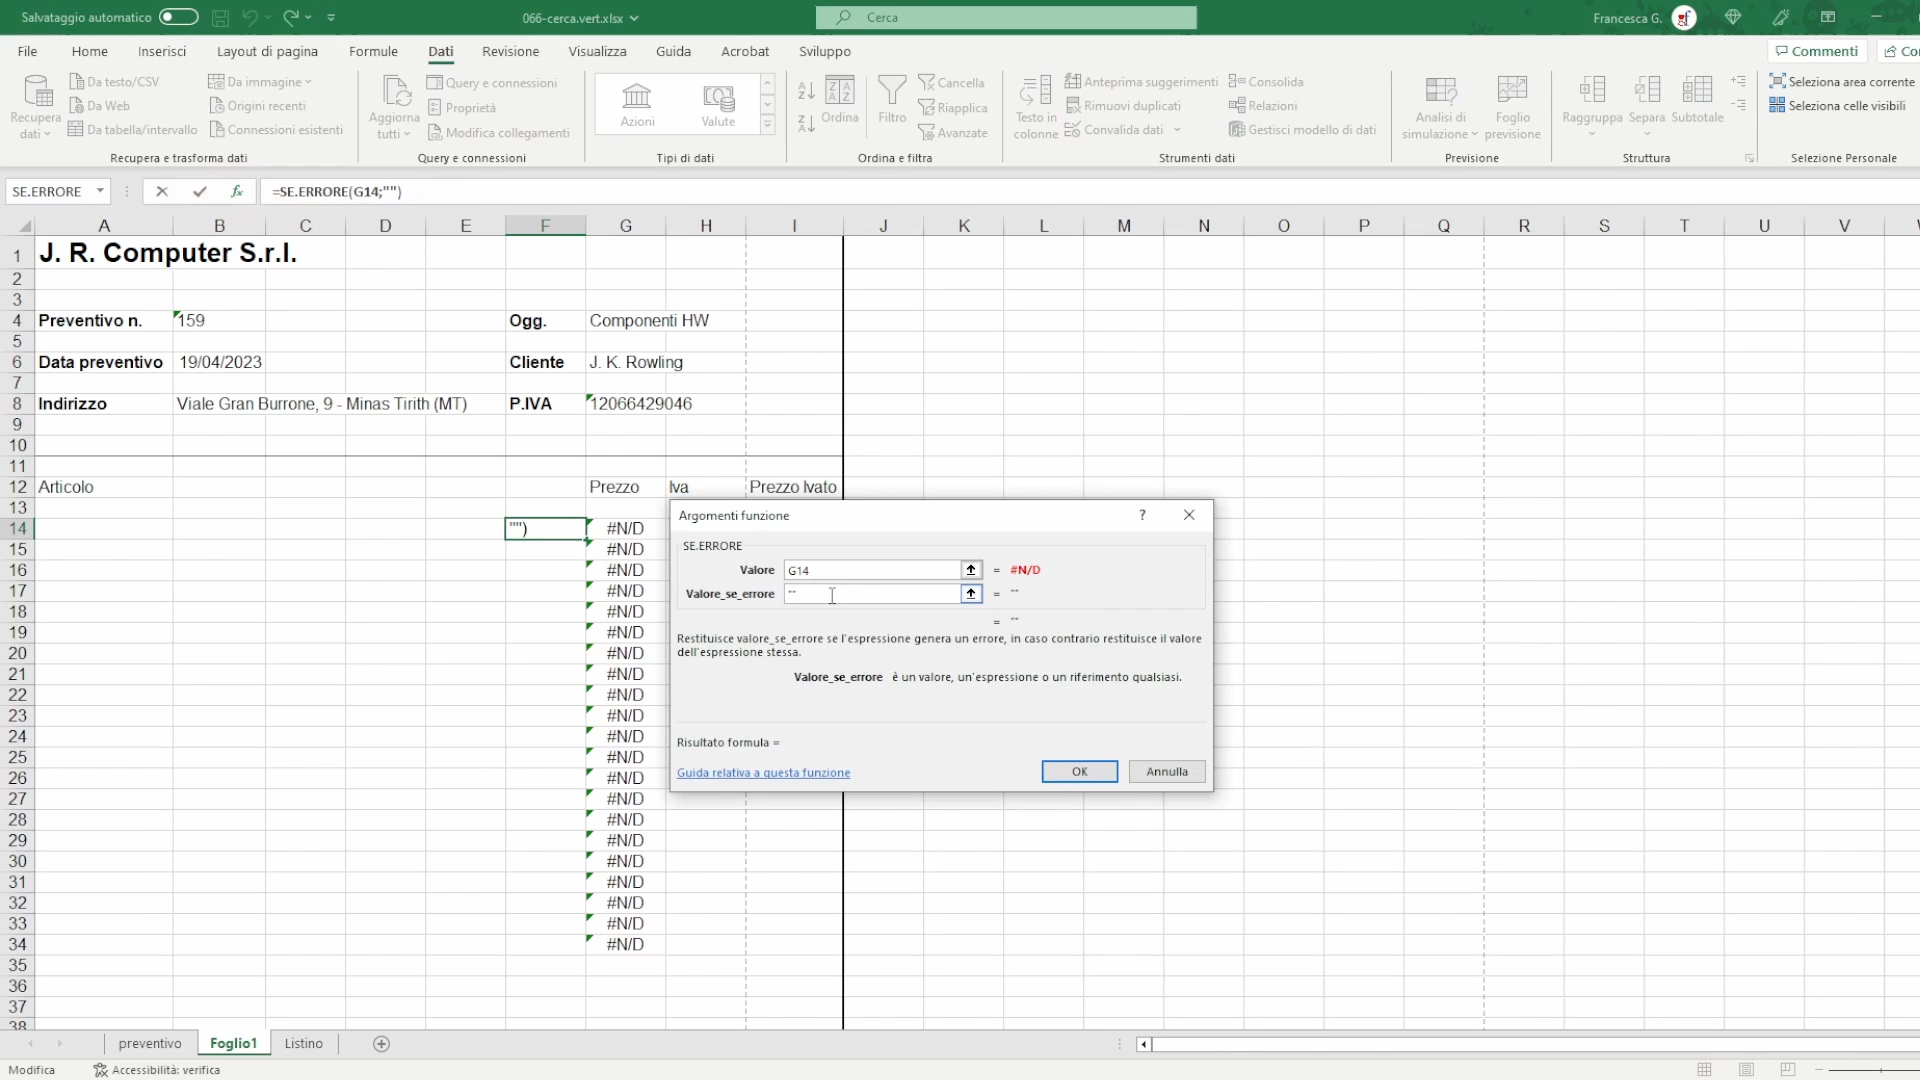 Salvataggio automatico
066-cerca.vert.xlsx
Cerca
Francesca G.
File Home Inserisci Layout di pagina Formule Dati Revisione Visualizza Guida Acrobat Sviluppo
Commenti
Recupera dati
Da testo/CSV
Da Web
Da tabella/intervallo
Da immagine
Origini recenti
Connessioni esistenti
Recupera e trasforma dati
Aggiorna tutti
Query e connessioni
Proprietà
Modifica collegamenti
Query e connessioni
Azioni
Valute
Tipi di dati
Ordina
Filtro
Cancella
Riapplica
Avanzate
Ordina e filtra
Testo in colonne
Anteprima suggerimenti
Rimuovi duplicati
Convalida dati
Consolida
Relazioni
Gestisci modello di dati
Strumenti dati
Analisi di simulazione
Foglio previsione
Previsione
Raggruppa
Separa
Subtotale
Struttura
Seleziona area corrente
Seleziona celle visibili
Selezione Personale
SE.ERRORE
fx
=SE.ERRORE(G14;"")
A B C D E F G H I J K L M N O P Q R S T U V
1 J. R. Computer S.r.l.
2
3
4 Preventivo n. 159 Ogg. Componenti HW
5
6 Data preventivo 19/04/2023 Cliente J. K. Rowling
7
8 Indirizzo Viale Gran Burrone, 9 - Minas Tirith (MT) P.IVA 12066429046
9
10
11
12 Articolo Prezzo Iva Prezzo Ivato
13
14 "") #N/D
15 #N/D
16 #N/D
17 #N/D
18 #N/D
19 #N/D
20 #N/D
21 #N/D
22 #N/D
23 #N/D
24 #N/D
25 #N/D
26 #N/D
27 #N/D
28 #N/D
29 #N/D
30 #N/D
31 #N/D
32 #N/D
33 #N/D
34 #N/D
35
36
37
38
Argomenti funzione
?
SE.ERRORE
Valore G14 = #N/D
Valore_se_errore "" = ""
= ""
Restituisce valore_se_errore se l'espressione genera un errore, in caso contrario restituisce il valore
dell'espressione stessa.
Valore_se_errore è un valore, un'espressione o un riferimento qualsiasi.
Risultato formula =
Guida relativa a questa funzione
OK
Annulla
preventivo Foglio1 Listino
Modifica
Accessibilità: verifica